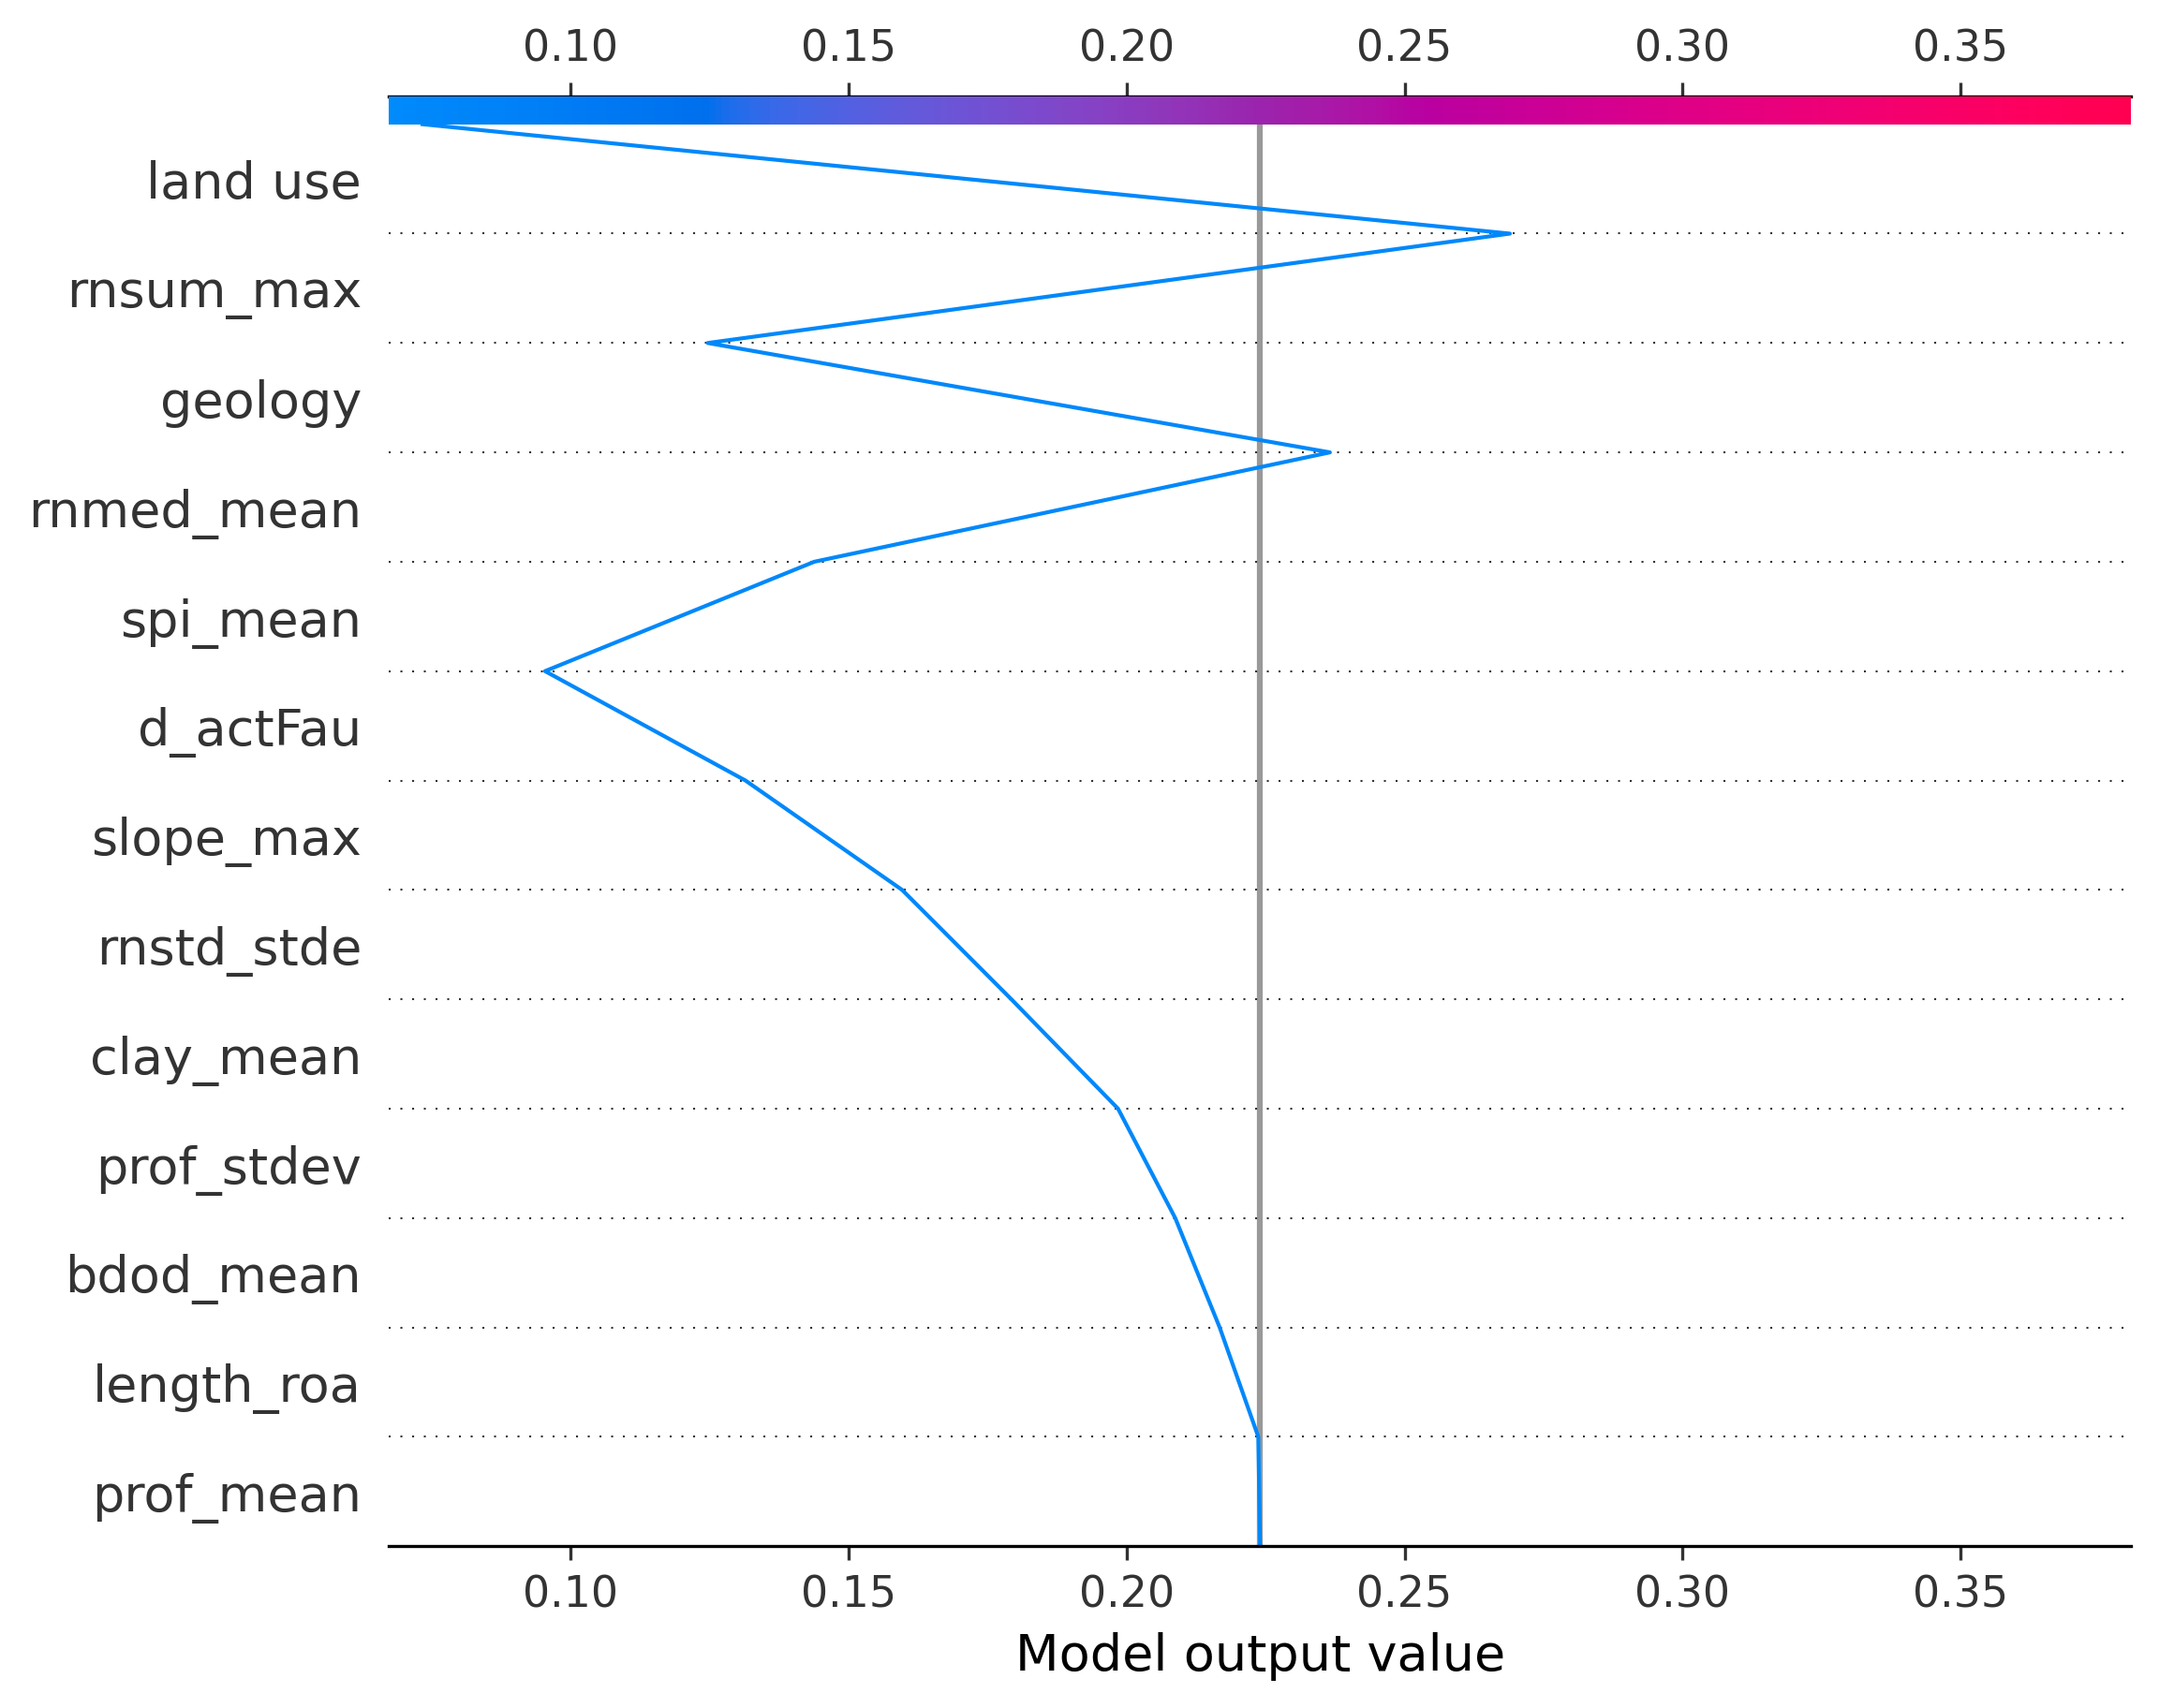 0.10 0.15 0.20 0.25 0.30 0.35
land use
rnsum_max
geology
rnmed_mean
spi_mean
d_actFau
slope_max
rnstd_stde
clay_mean
prof_stdev
bdod_mean
length_roa
prof_mean
0.10 0.15 0.20 0.25 0.30 0.35
Model output value